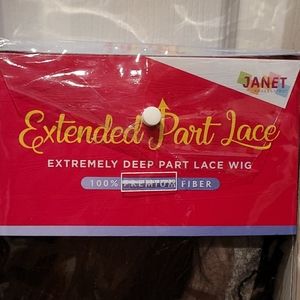 JANET
Extended Part Lace
EXTREMELY DEEP PART LACE WIG
100% PREMIUM FIBER